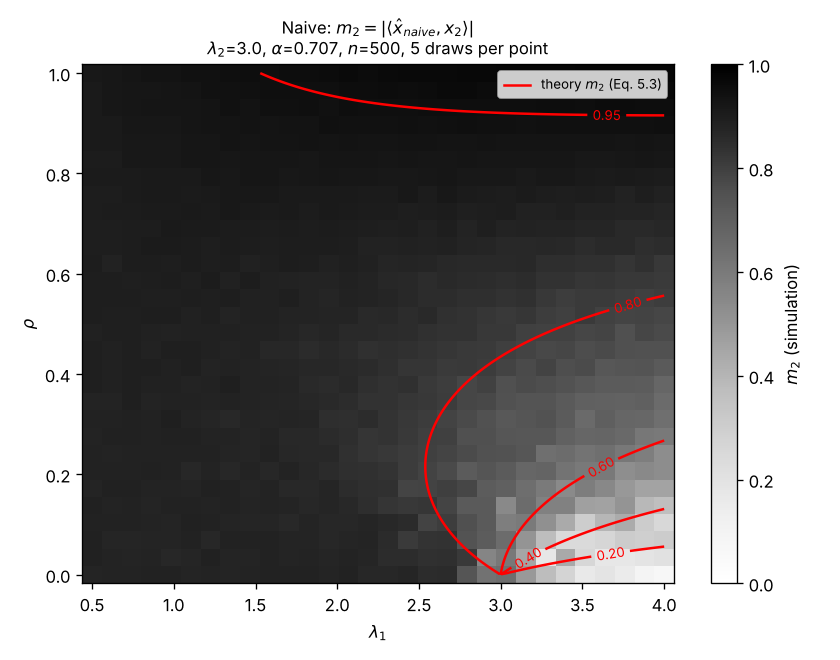 Naive: m₂ = |⟨x̂ₙₐᵢᵥₑ, x₂⟩|
λ₂=3.0, α=0.707, n=500, 5 draws per point
theory m₂ (Eq. 5.3)
0.95
0.80
0.60
0.40
0.20
1.0
0.8
0.6
0.4
0.2
0.0
ρ
0.5 1.0 1.5 2.0 2.5 3.0 3.5 4.0
λ₁
1.0
0.8
0.6
0.4
0.2
0.0
m₂ (simulation)